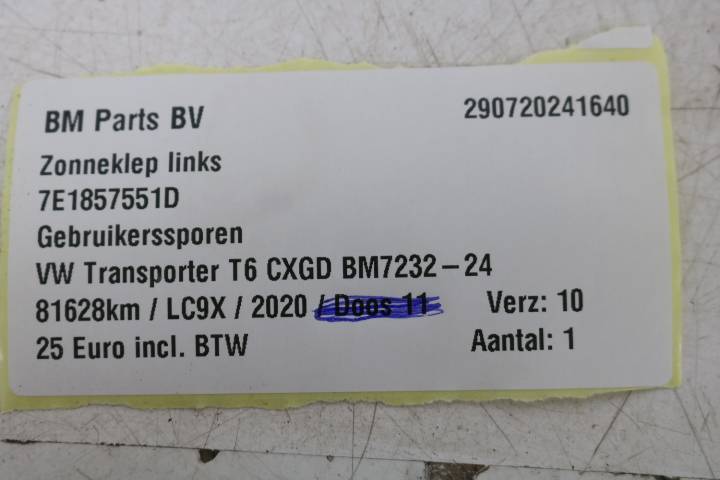 BM Parts BV 290720241640
Zonneklep links
7E1857551D
Gebruikerssporen
VW Transporter T6 CXGD BM7232-24
81628km / LC9X / 2020 / Doos 11 Verz: 10
25 Euro incl. BTW Aantal: 1